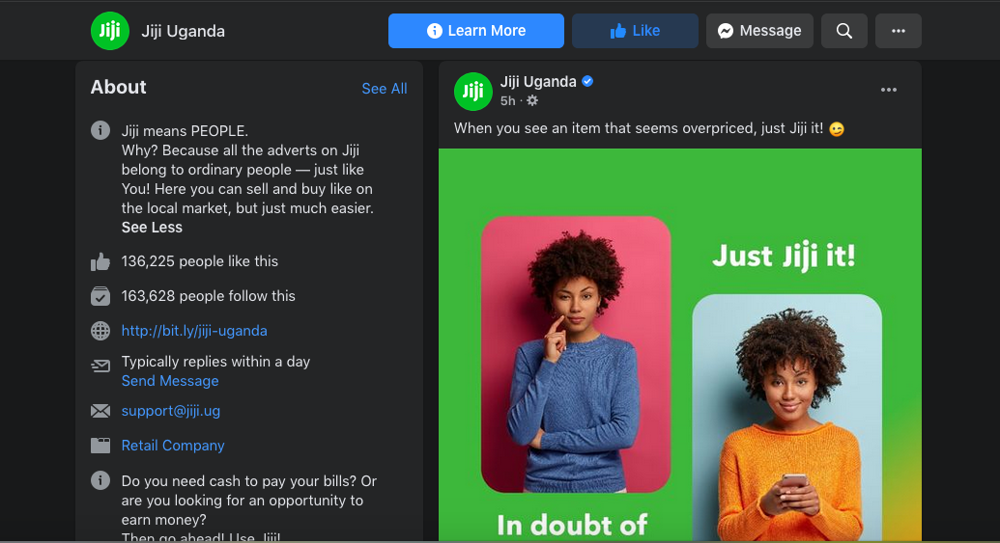 Jiji
Jiji Uganda
Learn More
Like
Message
About
See All
Jiji means PEOPLE.
Why? Because all the adverts on Jiji
belong to ordinary people — just like
You! Here you can sell and buy like on
the local market, but just much easier.
See Less
136,225 people like this
163,628 people follow this
http://bit.ly/jiji-uganda
Typically replies within a day
Send Message
support@jiji.ug
Retail Company
Do you need cash to pay your bills? Or
are you looking for an opportunity to
earn money?
Then go ahead! Use Jiji!
Jiji
Jiji Uganda
5h ·
When you see an item that seems overpriced, just Jiji it! 😉
Just Jiji it!
In doubt of